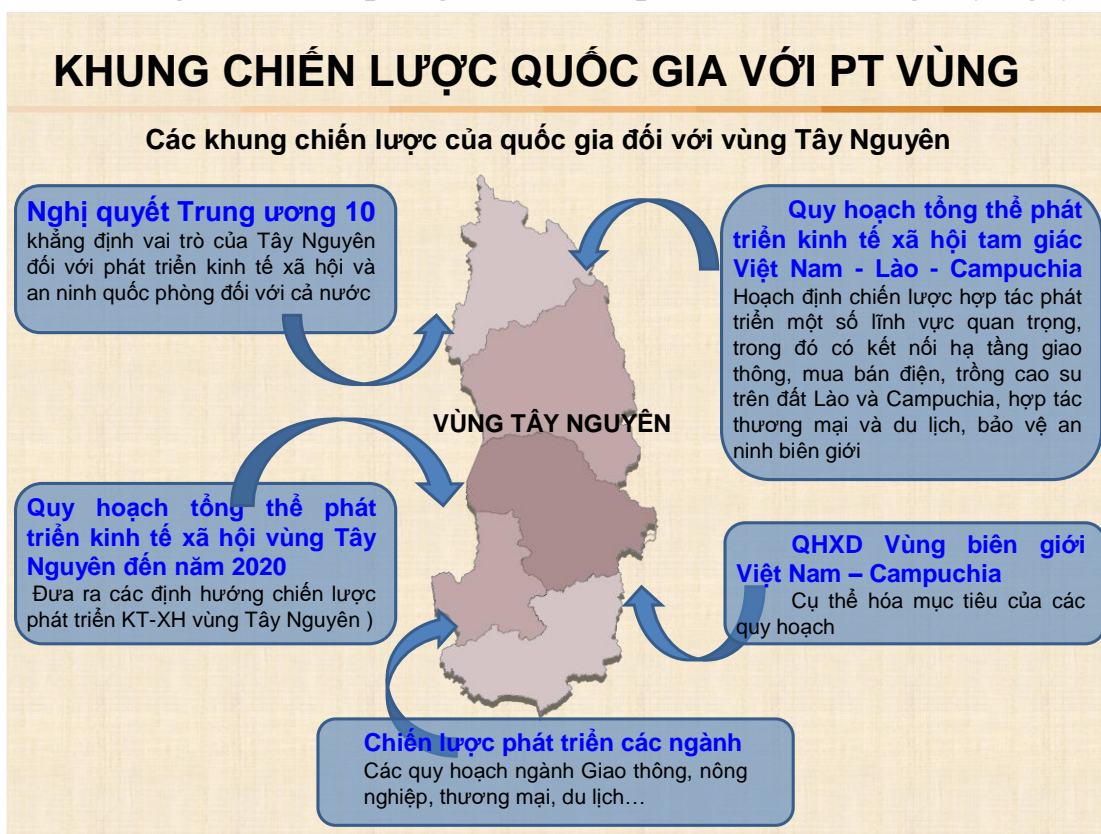 KHUNG CHIẾN LƯỢC QUỐC GIA VỚI PT VÙNG
Các khung chiến lược của quốc gia đối với vùng Tây Nguyên
Nghị quyết Trung ương 10
khẳng định vai trò của Tây Nguyên
đối với phát triển kinh tế xã hội và
an ninh quốc phòng đối với cả nước
Quy hoạch tổng thể phát
triển kinh tế xã hội tam giác
Việt Nam - Lào - Campuchia
Hoạch định chiến lược hợp tác phát
triển một số lĩnh vực quan trọng,
trong đó có kết nối hạ tầng giao
thông, mua bán điện, trồng cao su
trên đất Lào và Campuchia, hợp tác
thương mại và du lịch, bảo vệ an
ninh biên giới
VÙNG TÂY NGUYÊN
Quy hoạch tổng thể phát
triển kinh tế xã hội vùng Tây
Nguyên đến năm 2020
Đưa ra các định hướng chiến lược
phát triển KT-XH vùng Tây Nguyên )
QHXD Vùng biên giới
Việt Nam – Campuchia
Cụ thể hóa mục tiêu của các
quy hoạch
Chiến lược phát triển các ngành
Các quy hoạch ngành Giao thông, nông
nghiệp, thương mại, du lịch…